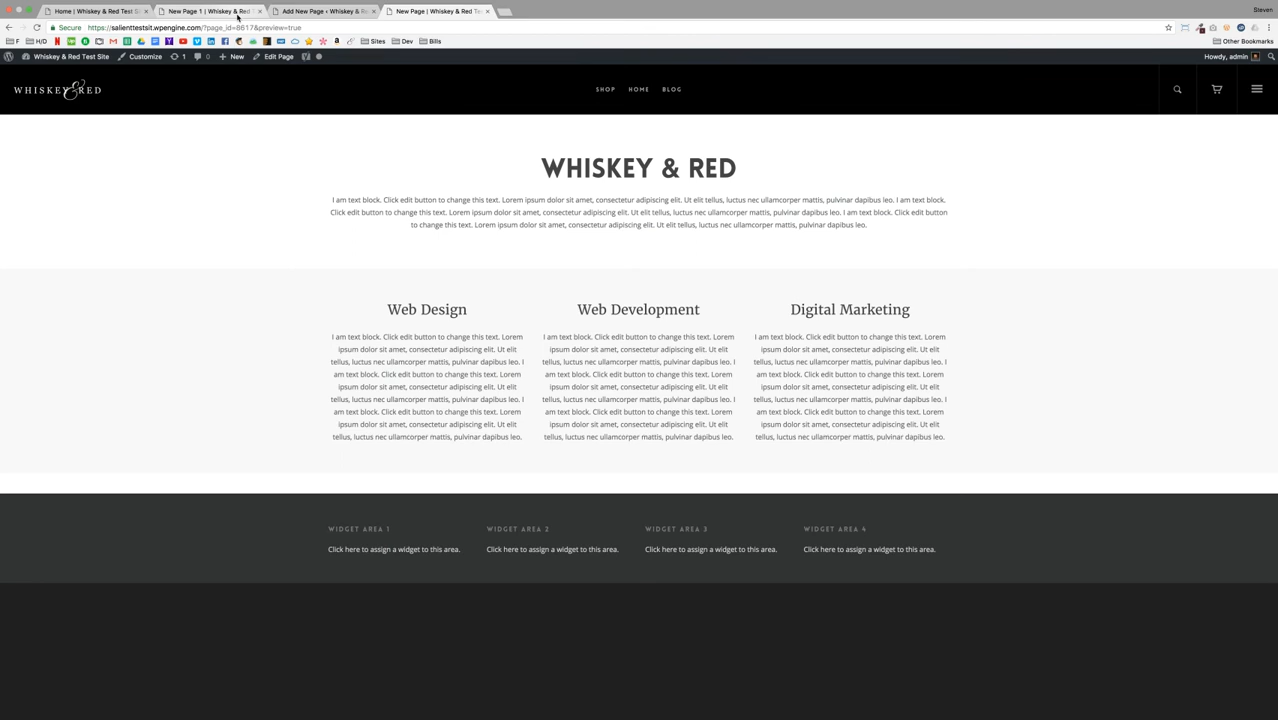 Home | Whiskey & Red Test S
New Page 1 | Whiskey & Red T
Add New Page ‹ Whiskey & Re
New Page | Whiskey & Red Te
Steven
Secure
https://salienttestsit.wpengine.com/?page_id=8617&preview=true
F
H/D
Sites
Dev
Bills
Other Bookmarks
Whiskey & Red Test Site
Customize
1
0
New
Edit Page
Howdy, admin
WHISKEY & RED
SHOP
HOME
BLOG
WHISKEY & RED
I am text block. Click edit button to change this text. Lorem ipsum dolor sit amet, consectetur adipiscing elit. Ut elit tellus, luctus nec ullamcorper mattis, pulvinar dapibus leo. I am text block.
Click edit button to change this text. Lorem ipsum dolor sit amet, consectetur adipiscing elit. Ut elit tellus, luctus nec ullamcorper mattis, pulvinar dapibus leo. I am text block. Click edit button
to change this text. Lorem ipsum dolor sit amet, consectetur adipiscing elit. Ut elit tellus, luctus nec ullamcorper mattis, pulvinar dapibus leo.
Web Design
I am text block. Click edit button to change this text. Lorem
ipsum dolor sit amet, consectetur adipiscing elit. Ut elit
tellus, luctus nec ullamcorper mattis, pulvinar dapibus leo. I
am text block. Click edit button to change this text. Lorem
ipsum dolor sit amet, consectetur adipiscing elit. Ut elit
tellus, luctus nec ullamcorper mattis, pulvinar dapibus leo. I
am text block. Click edit button to change this text. Lorem
ipsum dolor sit amet, consectetur adipiscing elit. Ut elit
tellus, luctus nec ullamcorper mattis, pulvinar dapibus leo.
Web Development
I am text block. Click edit button to change this text. Lorem
ipsum dolor sit amet, consectetur adipiscing elit. Ut elit
tellus, luctus nec ullamcorper mattis, pulvinar dapibus leo. I
am text block. Click edit button to change this text. Lorem
ipsum dolor sit amet, consectetur adipiscing elit. Ut elit
tellus, luctus nec ullamcorper mattis, pulvinar dapibus leo. I
am text block. Click edit button to change this text. Lorem
ipsum dolor sit amet, consectetur adipiscing elit. Ut elit
tellus, luctus nec ullamcorper mattis, pulvinar dapibus leo.
Digital Marketing
I am text block. Click edit button to change this text. Lorem
ipsum dolor sit amet, consectetur adipiscing elit. Ut elit
tellus, luctus nec ullamcorper mattis, pulvinar dapibus leo. I
am text block. Click edit button to change this text. Lorem
ipsum dolor sit amet, consectetur adipiscing elit. Ut elit
tellus, luctus nec ullamcorper mattis, pulvinar dapibus leo. I
am text block. Click edit button to change this text. Lorem
ipsum dolor sit amet, consectetur adipiscing elit. Ut elit
tellus, luctus nec ullamcorper mattis, pulvinar dapibus leo.
WIDGET AREA 1
Click here to assign a widget to this area.
WIDGET AREA 2
Click here to assign a widget to this area.
WIDGET AREA 3
Click here to assign a widget to this area.
WIDGET AREA 4
Click here to assign a widget to this area.